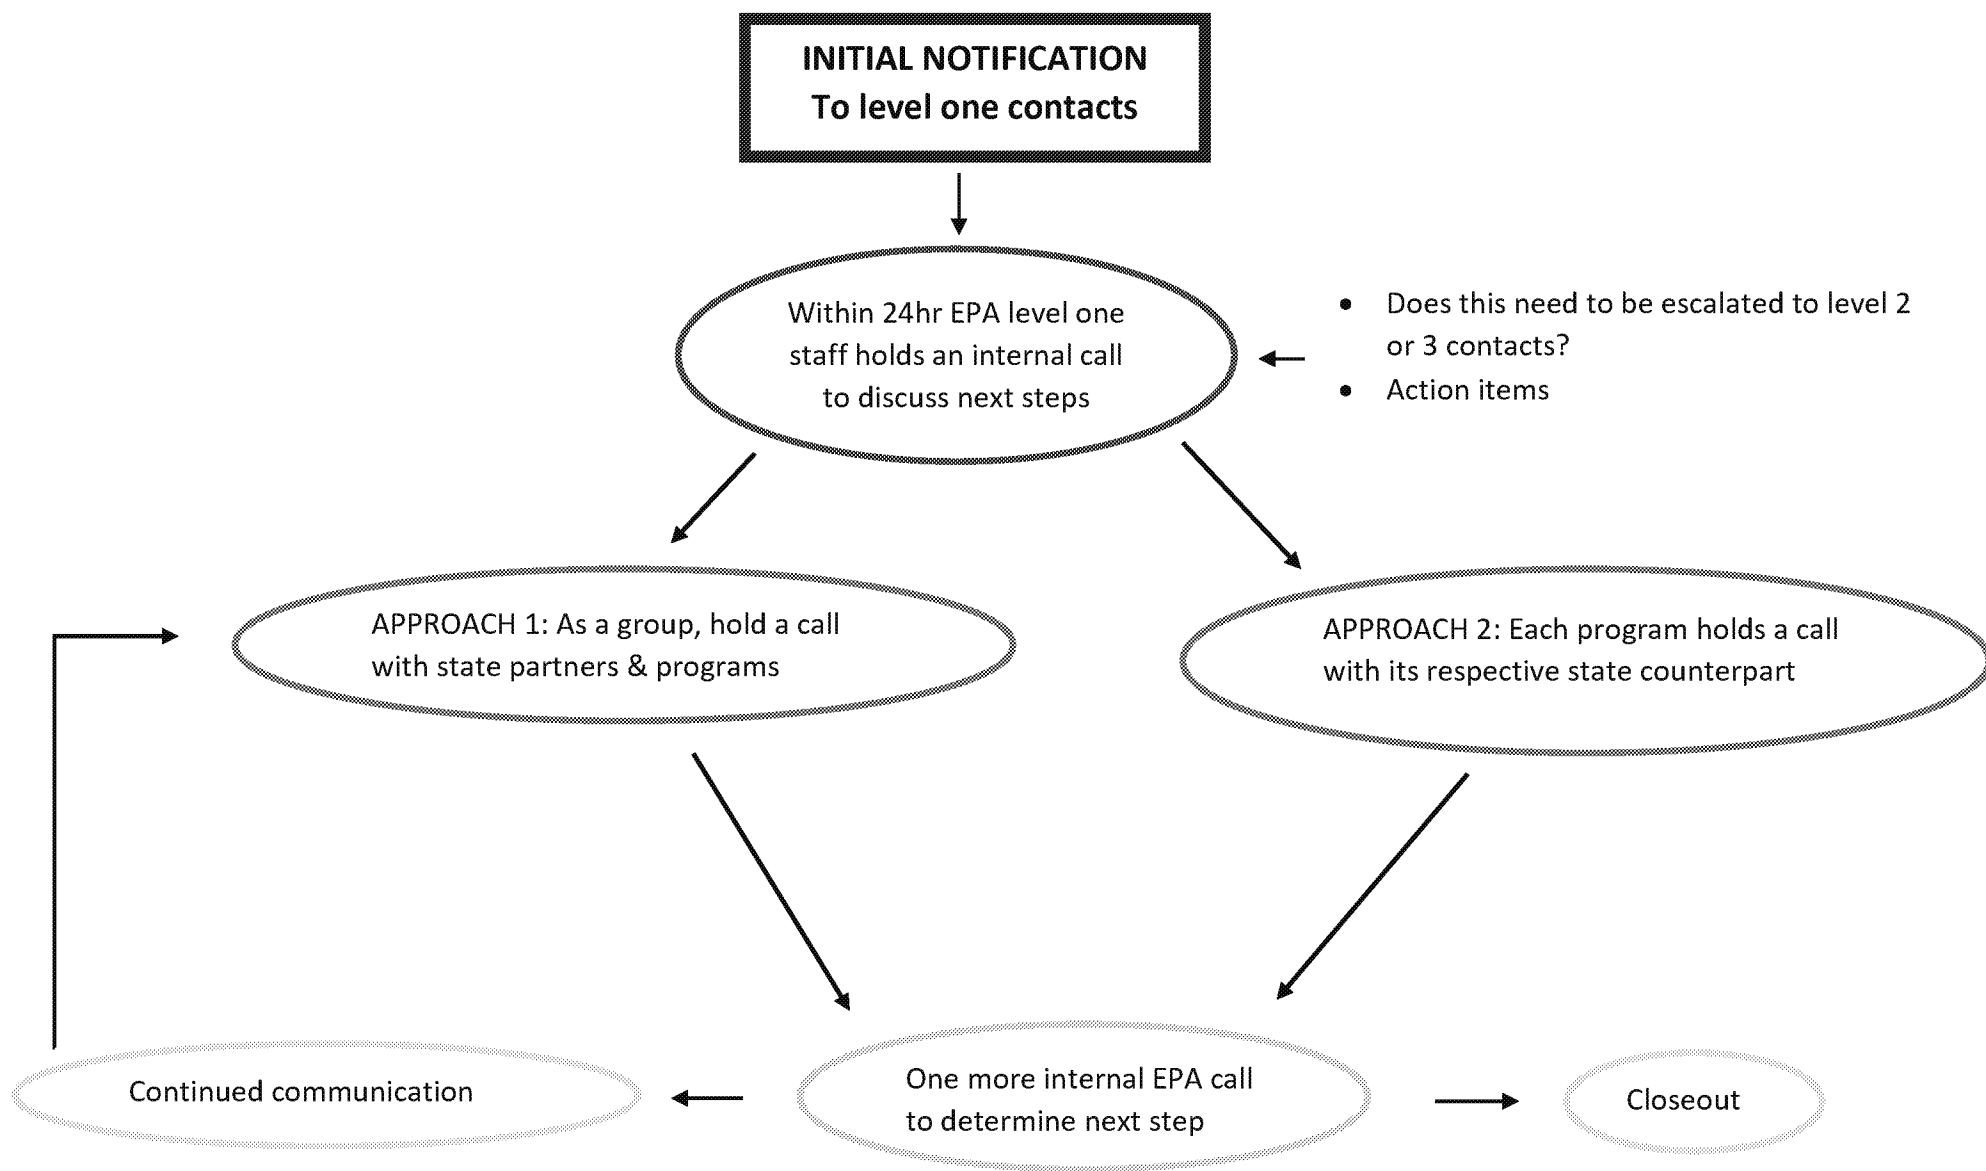 INITIAL NOTIFICATION
To level one contacts
Within 24hr EPA level one
staff holds an internal call
to discuss next steps
• Does this need to be escalated to level 2
or 3 contacts?
• Action items
APPROACH 1: As a group, hold a call
with state partners & programs
APPROACH 2: Each program holds a call
with its respective state counterpart
Continued communication
One more internal EPA call
to determine next step
Closeout